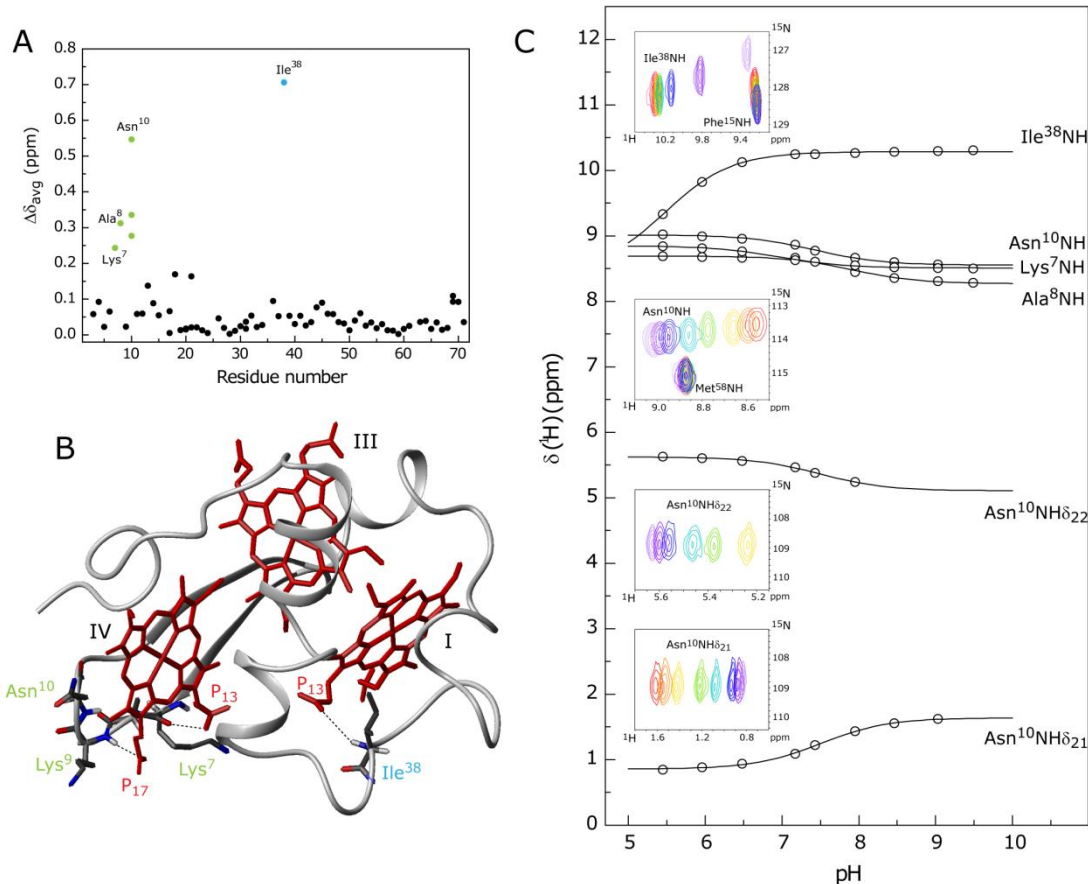 A
Δδavg (ppm)
0.8
0.7
0.6
0.5
0.4
0.3
0.2
0.1
0.0
Ile38
Asn10
Ala8
Lys7
10 20 30 40 50 60 70
Residue number
B
III
IV
I
P13
P13
Asn10
Lys9
P17
Lys7
Ile38
C
δ(1H)(ppm)
12
11
10
9
8
7
6
5
4
3
2
1
0
15N
127
128
129
Ile38NH
Phe15NH
1H 10.2 9.8 9.4 ppm
Ile38NH
Asn10NH
Lys7NH
Ala8NH
15N
113
114
115
Asn10NH
Met58NH
1H 9.0 8.8 8.6 ppm
15N
108
109
110
Asn10NHδ22
1H 5.6 5.4 5.2 ppm
Asn10NHδ22
15N
108
109
110
Asn10NHδ21
1H 1.6 1.4 1.2 1.0 0.8 ppm
Asn10NHδ21
5 6 7 8 9 10
pH